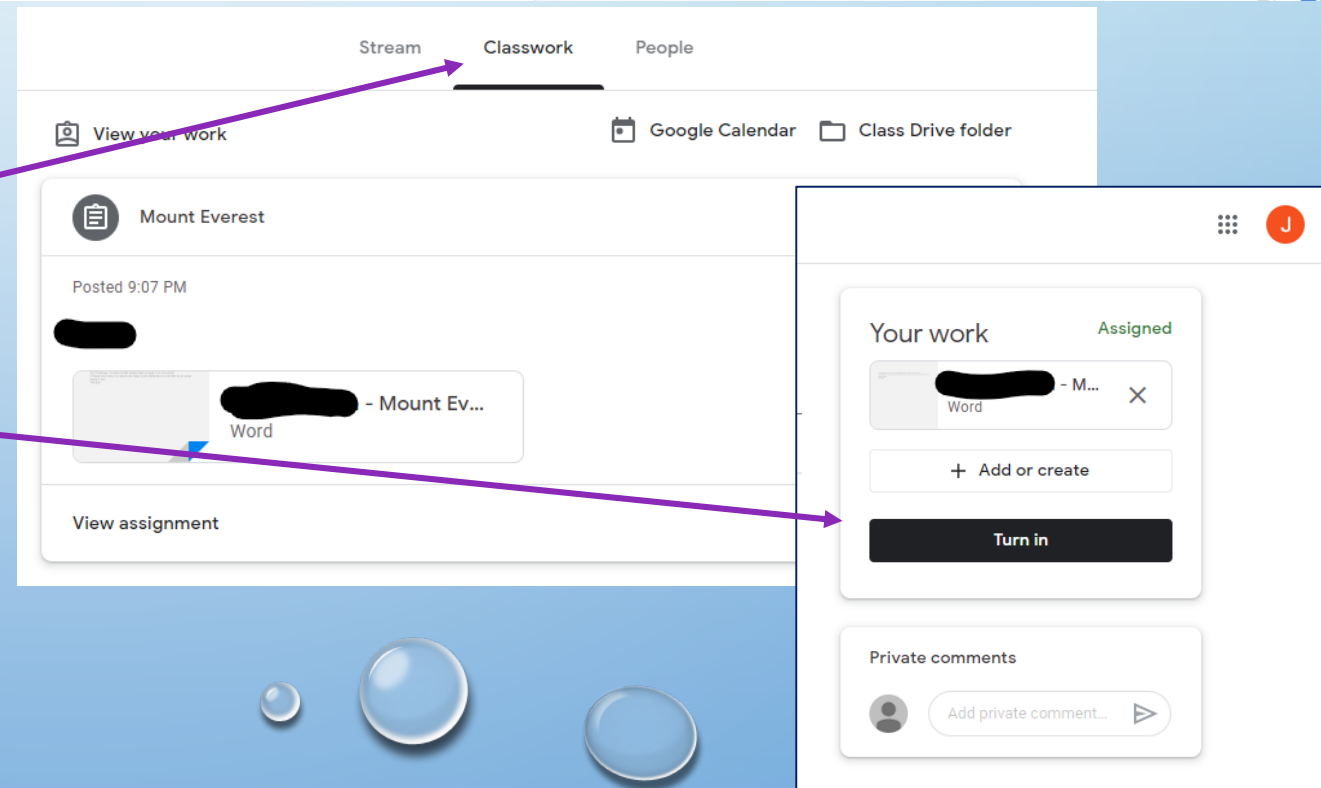 Stream Classwork People
View your work Google Calendar Class Drive folder
Mount Everest
Posted 9:07 PM
- Mount Ev...
Word
View assignment
J
Your work Assigned
- M...
Word
+ Add or create
Turn in
Private comments
Add private comment...